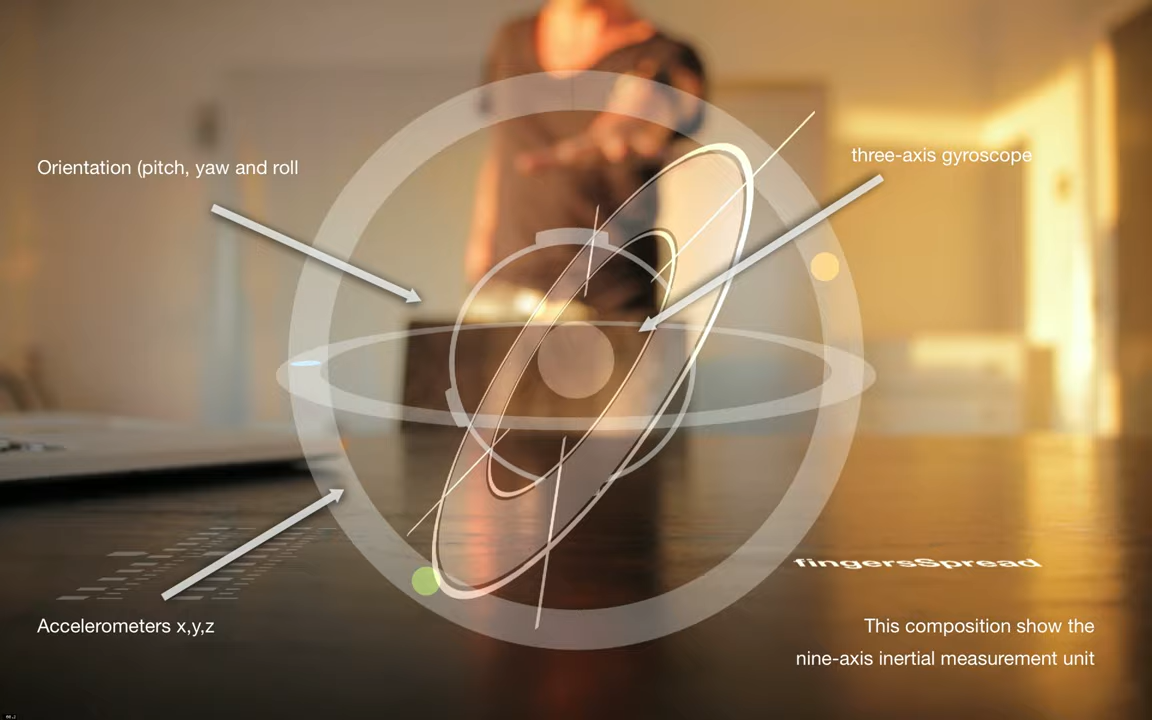 Orientation (pitch, yaw and roll
three-axis gyroscope
Accelerometers x,y,z
fingersSpread
This composition show the
nine-axis inertial measurement unit